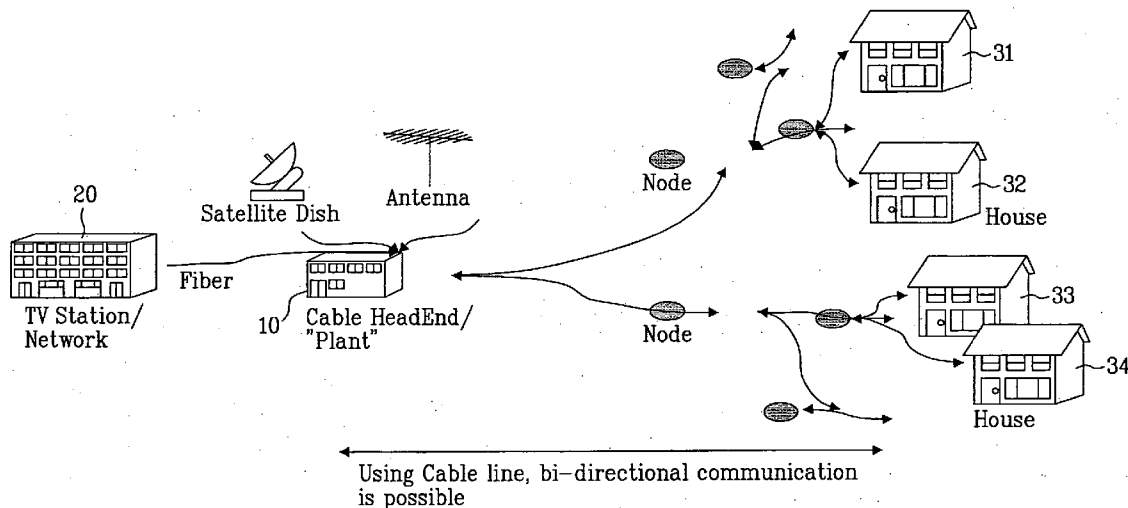 31
20
Satellite Dish
Antenna
Node
32
House
Fiber
TV Station/
Network
10
Cable HeadEnd/
"Plant"
Node
33
34
House
Using Cable line, bi-directional communication
is possible